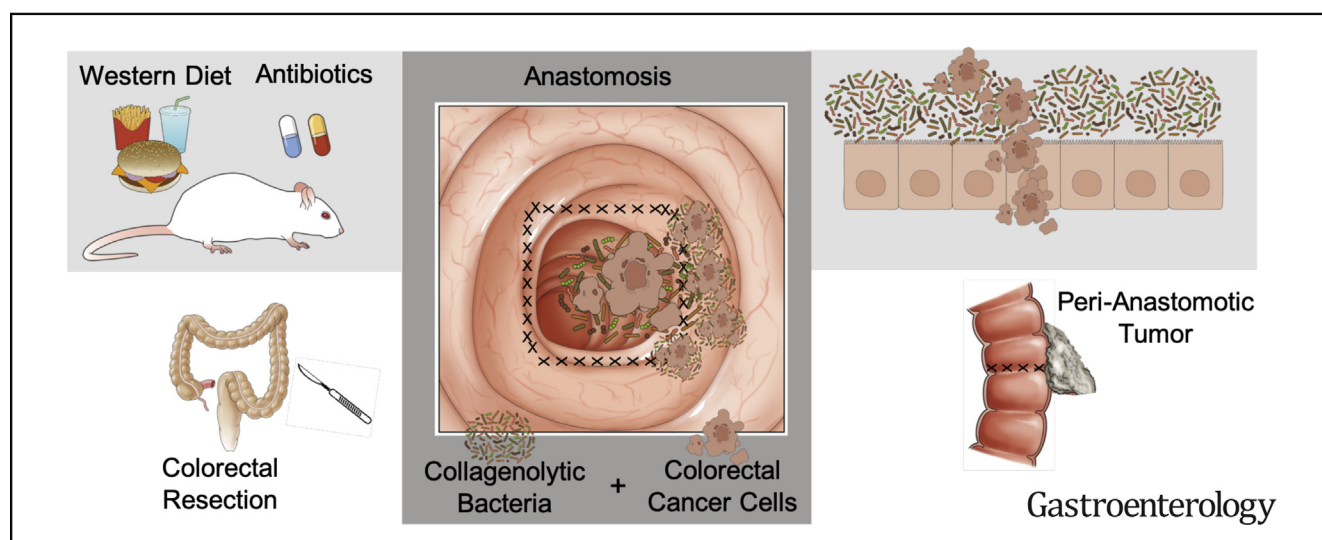 Western Diet
Antibiotics
Colorectal
Resection
Anastomosis
Collagenolytic
Bacteria
+
Colorectal
Cancer Cells
Peri-Anastomotic
Tumor
Gastroenterology